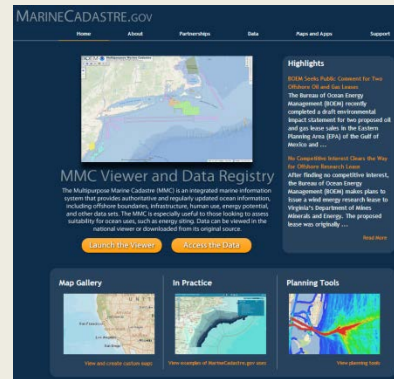 MARINECADASTRE.GOV
Home About Partnerships Data Maps and Apps Support
Multipurpose Marine Cadastre
MMC Viewer and Data Registry
The Multipurpose Marine Cadastre (MMC) is an integrated marine information
system that provides authoritative and regularly updated ocean information,
including offshore boundaries, infrastructure, human use, energy potential,
and other data sets. The MMC is especially useful to those looking to assess
suitability for ocean uses, such as energy siting. Data can be viewed in the
national viewer or downloaded from its original source.
Launch the Viewer
Access the Data
Highlights
BOEM Seeks Public Comment for Two
Offshore Oil and Gas Leases
The Bureau of Ocean Energy
Management (BOEM) recently
completed a draft environmental
impact statement for two proposed oil
and gas lease sales in the Eastern
Planning Area (EPA) of the Gulf of
Mexico and ...
No Competitive Interest Clears the Way
for Offshore Research Lease
After finding no competitive interest,
the Bureau of Ocean Energy
Management (BOEM) makes plans to
issue a wind energy research lease to
Virginia's Department of Mines
Minerals and Energy. The proposed
lease was originally ...
Read More
Map Gallery
View and create custom maps
In Practice
View examples of MarineCadastre.gov uses
Planning Tools
View planning tools